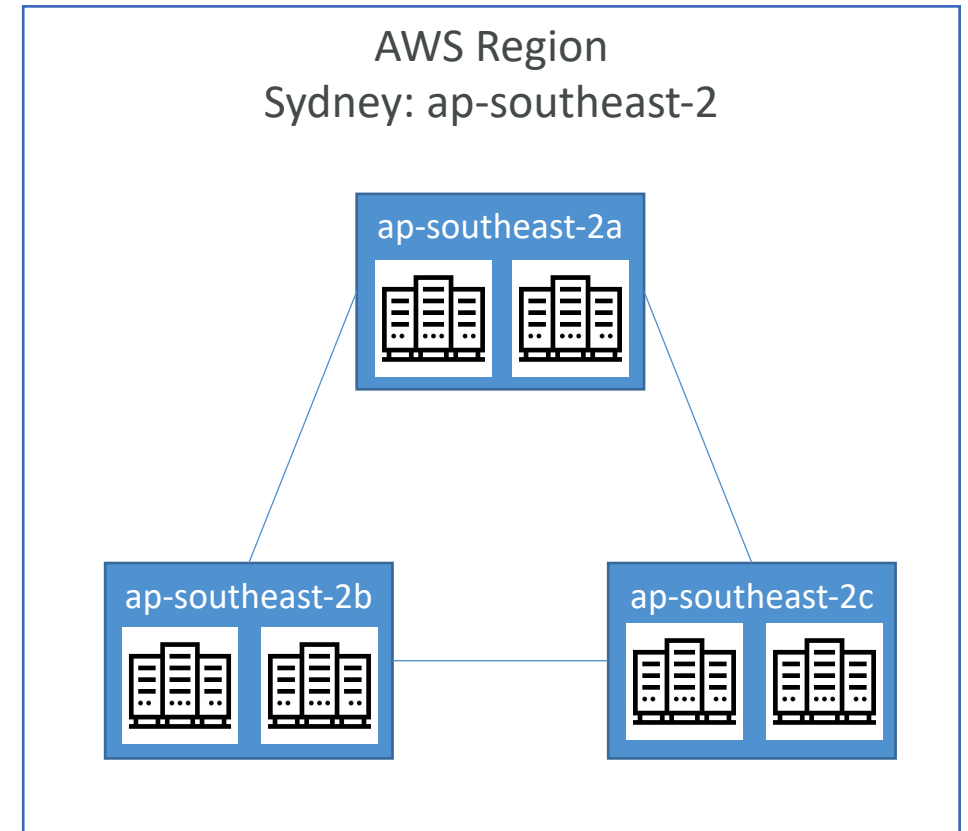 AWS Region
Sydney: ap-southeast-2
ap-southeast-2a
ap-southeast-2b
ap-southeast-2c